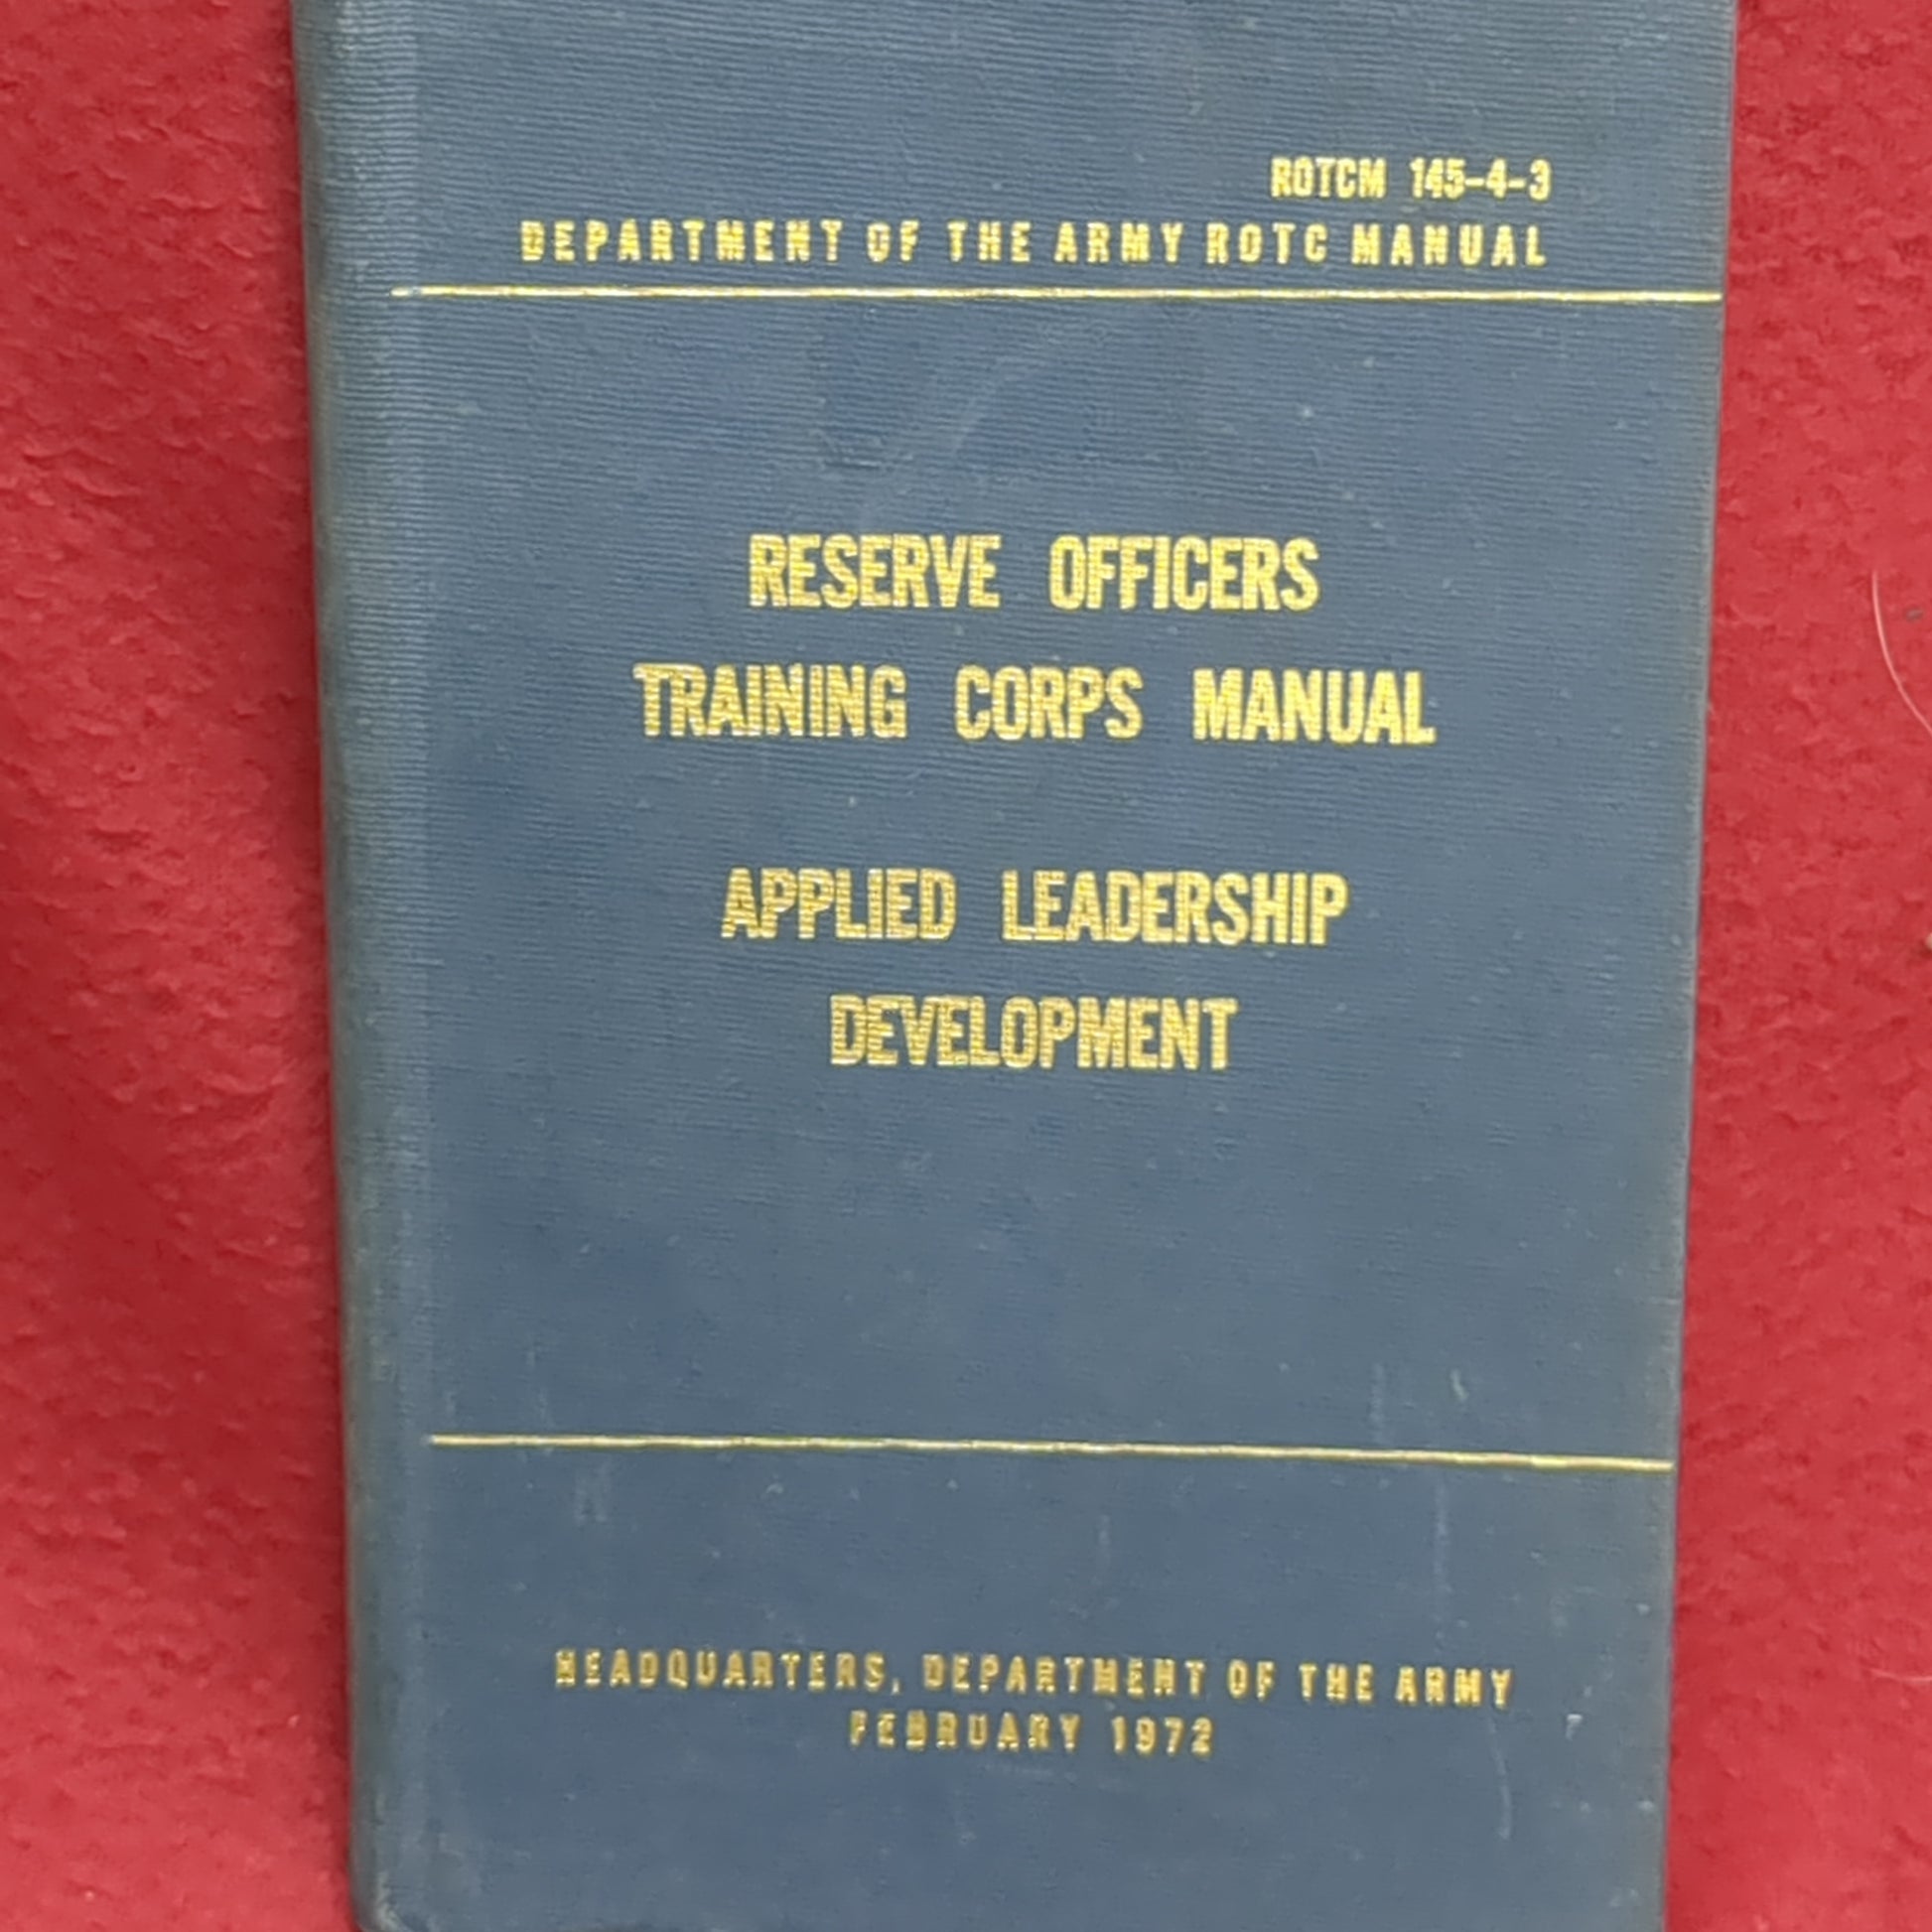 ROTCM 145-4-3
DEPARTMENT OF THE ARMY ROTC MANUAL
RESERVE OFFICERS
TRAINING CORPS MANUAL
APPLIED LEADERSHIP
DEVELOPMENT
HEADQUARTERS, DEPARTMENT OF THE ARMY
FEBRUARY 1972